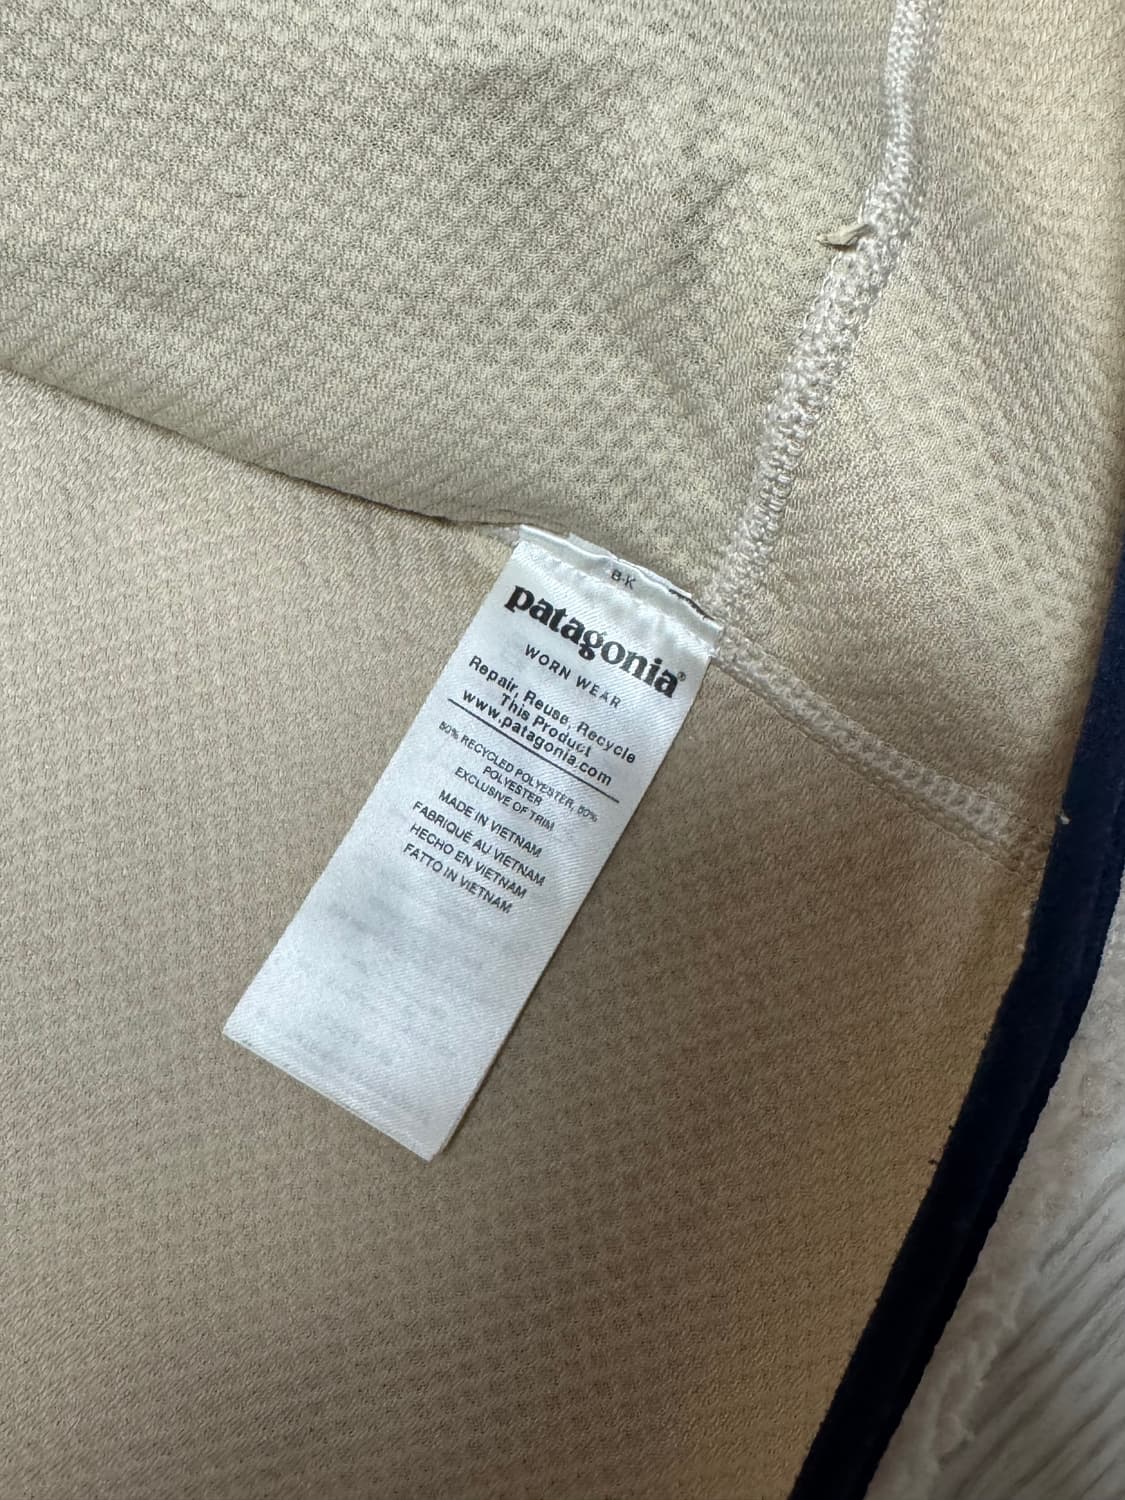 B-K
patagonia®
WORN WEAR
Repair, Reuse, Recycle
This Product
www.patagonia.com
50% RECYCLED POLYESTER, 50%
POLYESTER
EXCLUSIVE OF TRIM
MADE IN VIETNAM
FABRIQUÉ AU VIETNAM
HECHO EN VIETNAM
FATTO IN VIETNAM